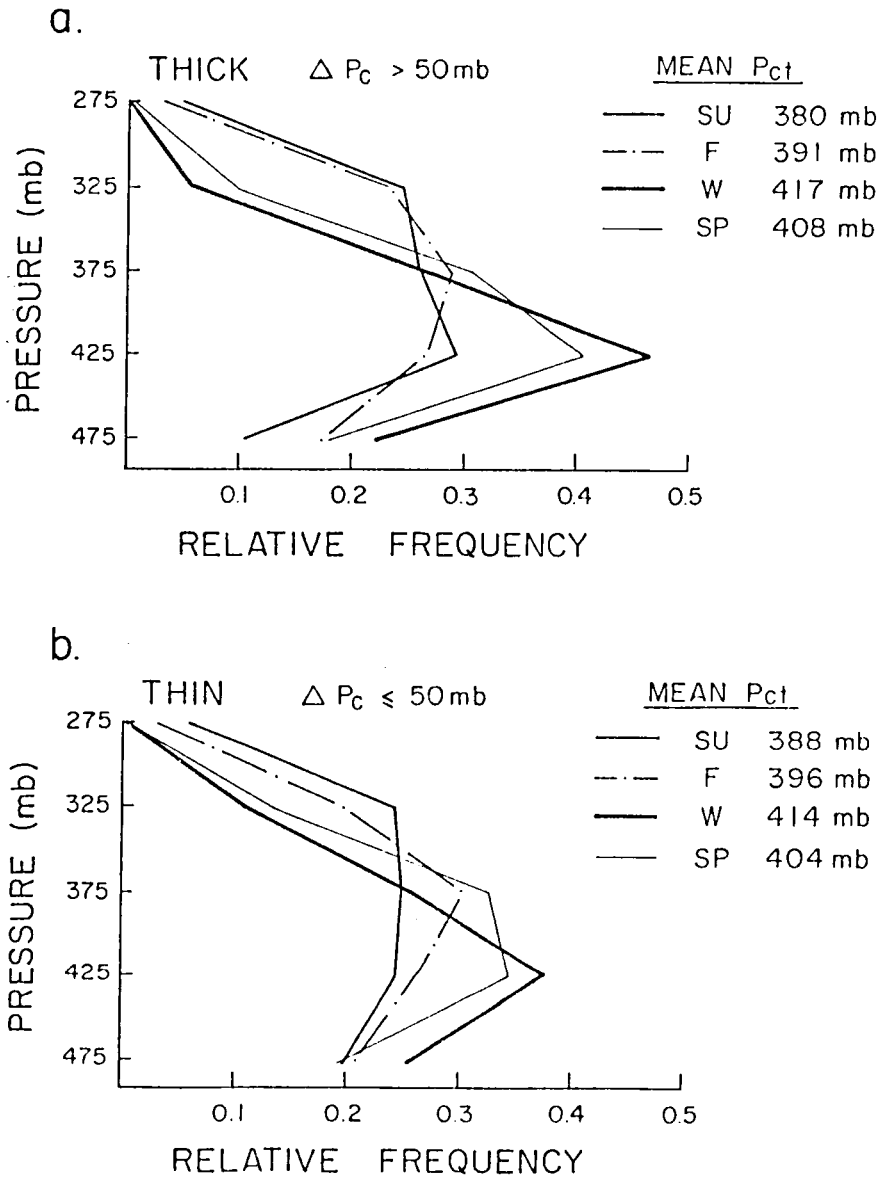 a.
THICK Δ Pc > 50mb MEAN Pct
SU 380 mb
F 391 mb
W 417 mb
SP 408 mb
PRESSURE (mb)
275
325
375
425
475
0.1 0.2 0.3 0.4 0.5
RELATIVE FREQUENCY
b.
THIN Δ Pc ≤ 50mb MEAN Pct
SU 388 mb
F 396 mb
W 414 mb
SP 404 mb
PRESSURE (mb)
275
325
375
425
475
0.1 0.2 0.3 0.4 0.5
RELATIVE FREQUENCY